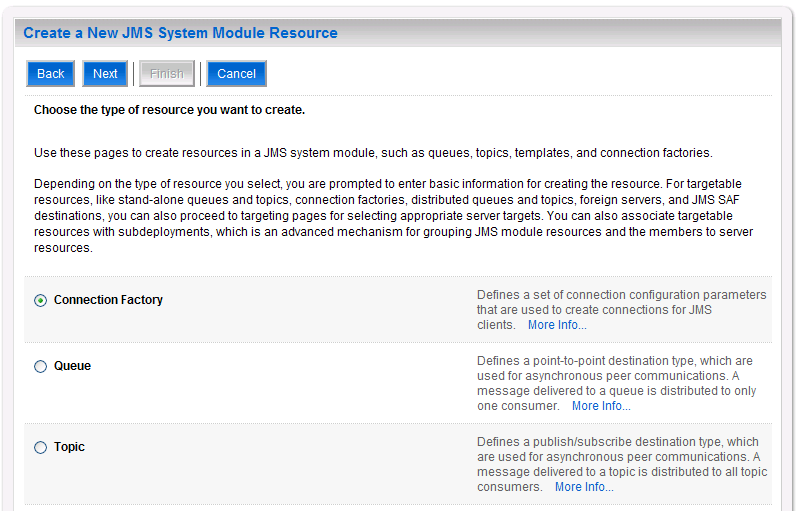 Create a New JMS System Module Resource
Back Next Finish Cancel
Choose the type of resource you want to create.
Use these pages to create resources in a JMS system module, such as queues, topics, templates, and connection factories.
Depending on the type of resource you select, you are prompted to enter basic information for creating the resource. For targetable
resources, like stand-alone queues and topics, connection factories, distributed queues and topics, foreign servers, and JMS SAF
destinations, you can also proceed to targeting pages for selecting appropriate server targets. You can also associate targetable
resources with subdeployments, which is an advanced mechanism for grouping JMS module resources and the members to server
resources.
Connection Factory
Defines a set of connection configuration parameters
that are used to create connections for JMS
clients. More Info...
Queue
Defines a point-to-point destination type, which are
used for asynchronous peer communications. A
message delivered to a queue is distributed to only
one consumer. More Info...
Topic
Defines a publish/subscribe destination type, which
are used for asynchronous peer communications. A
message delivered to a topic is distributed to all topic
consumers. More Info...